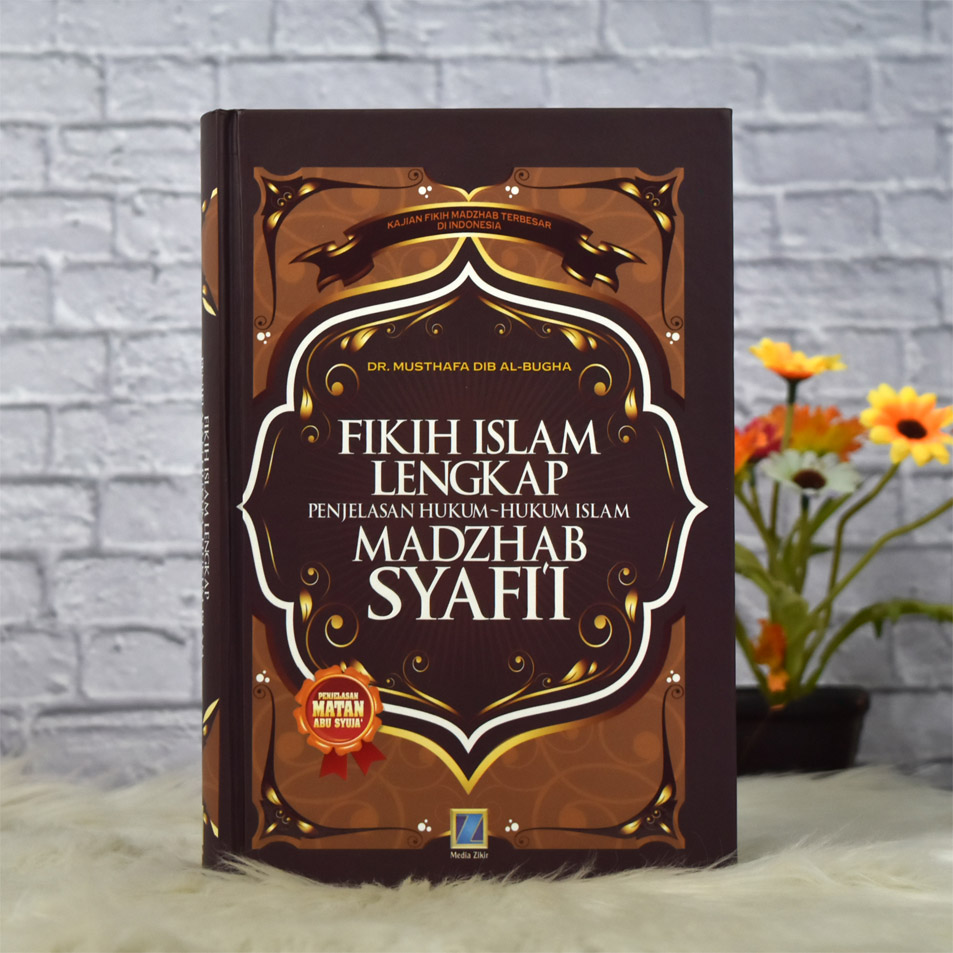 KAJIAN FIKIH MADZHAB TERBESAR
DI INDONESIA
DR. MUSTHAFA DIB AL-BUGHA
FIKIH ISLAM
LENGKAP
PENJELASAN HUKUM~HUKUM ISLAM
MADZHAB
SYAFI'I
PENJELASAN
MATAN
ABU SYUJA'
Media Zikir
FIKIH ISLAM LENGKAP